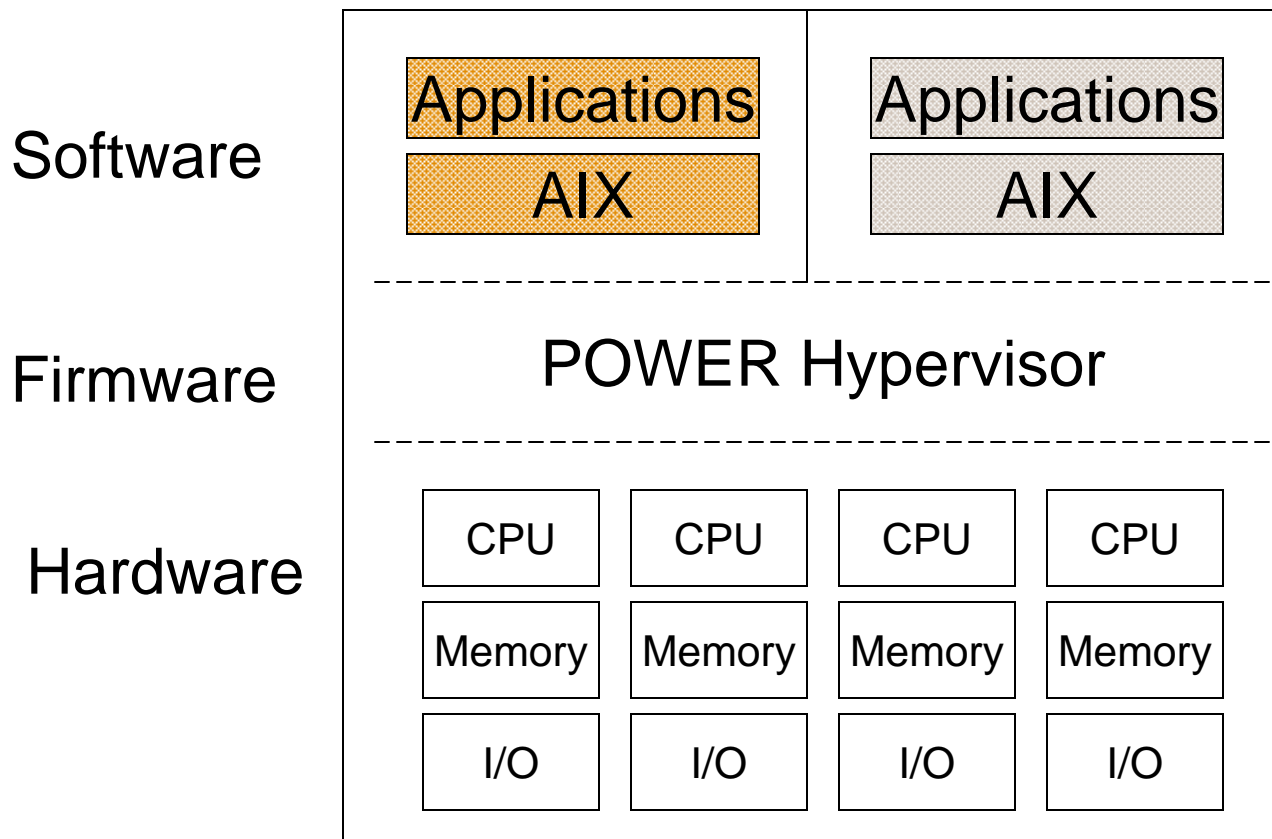 Software
Applications
Applications
AIX
AIX
Firmware
POWER Hypervisor
Hardware
CPU
CPU
CPU
CPU
Memory
Memory
Memory
Memory
I/O
I/O
I/O
I/O